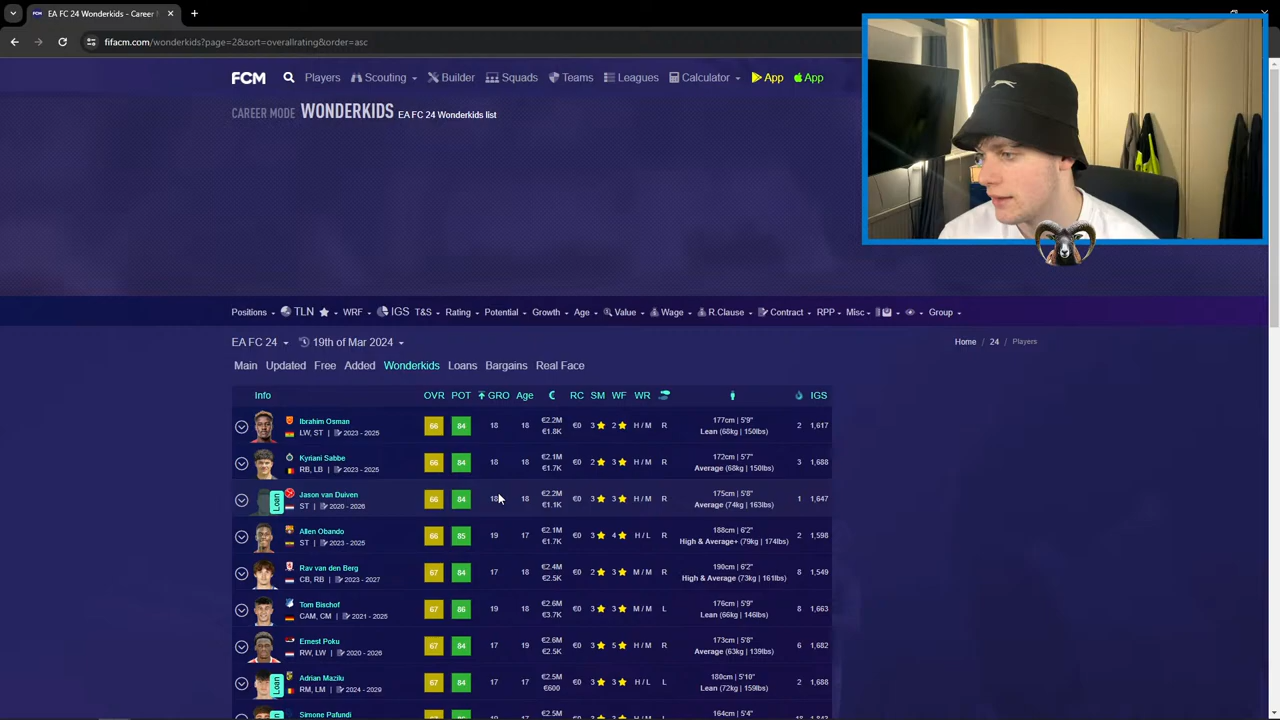 EA FC 24 Wonderkids - Career
fifacm.com/wonderkids?page=2&sort=overallrating&order=asc
FCM Players Scouting Builder Squads Teams Leagues Calculator App App
CAREER MODE WONDERKIDS EA FC 24 Wonderkids list
Positions TLN WRF IGS T&S Rating Potential Growth Age Value Wage R.Clause Contract RPP Misc Group
EA FC 24 19th of Mar 2024 Home / 24 / Players
Main Updated Free Added Wonderkids Loans Bargains Real Face
Info OVR POT GRO Age € RC SM WF WR IGS
Ibrahim Osman
LW, ST | 2023 - 2025
66 84 18 18 €2.2M €0 3 2 H / M R 177cm | 5'9" 2 1,617
€1.8K Lean (68kg | 150lbs)
Kyriani Sabbe
RB, LB | 2023 - 2025
66 84 18 18 €2.1M €0 2 3 H / M R 172cm | 5'7" 3 1,688
€1.7K Average (68kg | 150lbs)
Loan
Jason van Duiven
ST | 2020 - 2026
66 84 18 18 €2.2M €0 3 3 H / M R 175cm | 5'8" 1 1,647
€1.1K Average (74kg | 163lbs)
Allen Obando
ST | 2023 - 2025
66 85 19 17 €2.1M €0 3 4 H / L R 188cm | 6'2" 2 1,598
€1.7K High & Average+ (79kg | 174lbs)
Rav van den Berg
CB, RB | 2023 - 2027
67 84 17 18 €2.4M €0 2 3 M / M R 190cm | 6'2" 8 1,549
€2.5K High & Average (73kg | 161lbs)
Tom Bischof
CAM, CM | 2021 - 2025
67 86 19 18 €2.6M €0 3 3 M / M L 176cm | 5'9" 8 1,663
€3.7K Lean (66kg | 146lbs)
Ernest Poku
RW, LW | 2020 - 2026
67 84 17 19 €2.6M €0 3 5 H / M R 173cm | 5'8" 6 1,682
€2.5K Average (63kg | 139lbs)
Loan
Adrian Mazilu
RM, LM | 2024 - 2029
67 84 17 17 €2.5M €0 3 3 H / L L 180cm | 5'10" 2 1,688
€600 Lean (72kg | 159lbs)
Simone Pafundi
€2.5M 164cm | 5'4"